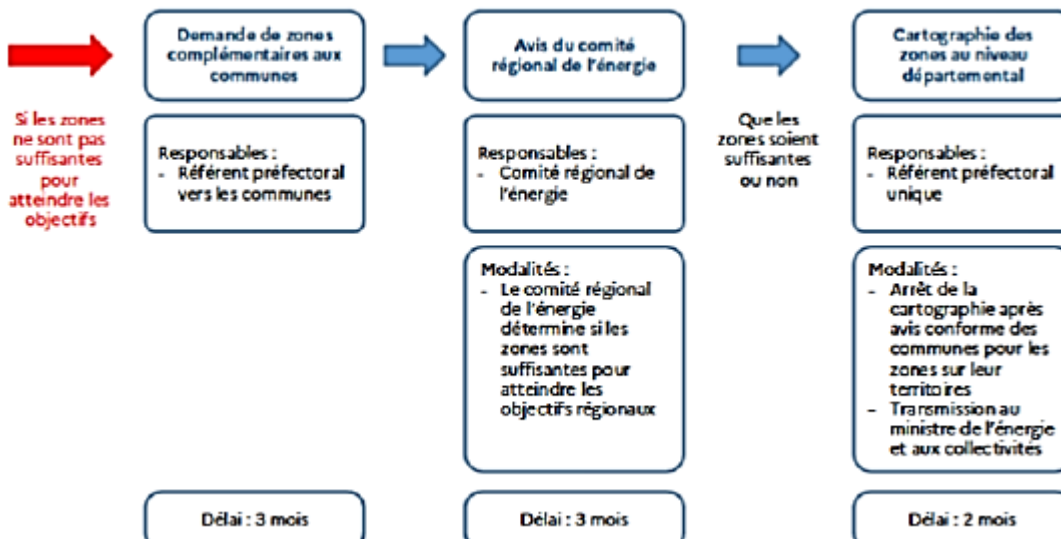 Demande de zones
complémentaires aux
communes
Avis du comité
régional de l'énergie
Cartographie des
zones au niveau
départemental
Si les zones
ne sont pas
suffisantes
pour
atteindre les
objectifs
Que les
zones soient
suffisantes
ou non
Responsables :
- Référent préfectoral
vers les communes
Responsables :
- Comité régional de
l'énergie
Responsables :
- Référent préfectoral
unique
Modalités :
- Le comité régional
de l'énergie
détermine si les
zones sont
suffisantes pour
atteindre les
objectifs régionaux
Modalités :
- Arrêt de la
cartographie après
avis conforme des
communes pour les
zones sur leur
territoires
- Transmission au
ministre de l'énergie
et aux collectivités
Délai : 3 mois
Délai : 3 mois
Délai : 2 mois